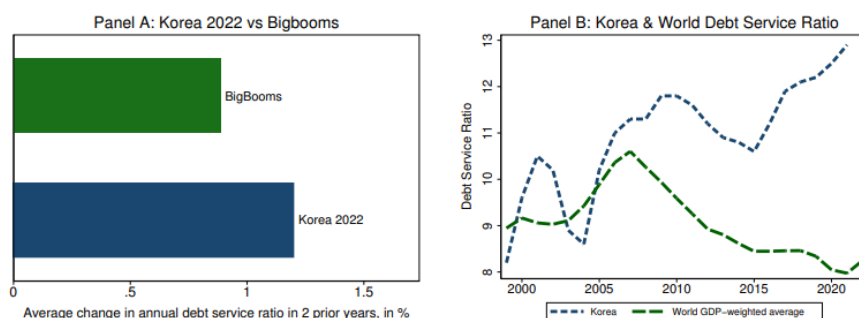 Panel A: Korea 2022 vs Bigbooms
BigBooms
Korea 2022
0 .5 1 1.5
Average change in annual debt service ratio in 2 prior years, in %
Panel B: Korea & World Debt Service Ratio
Debt Service Ratio
13
12
11
10
9
8
2000 2005 2010 2015 2020
Korea World GDP-weighted average